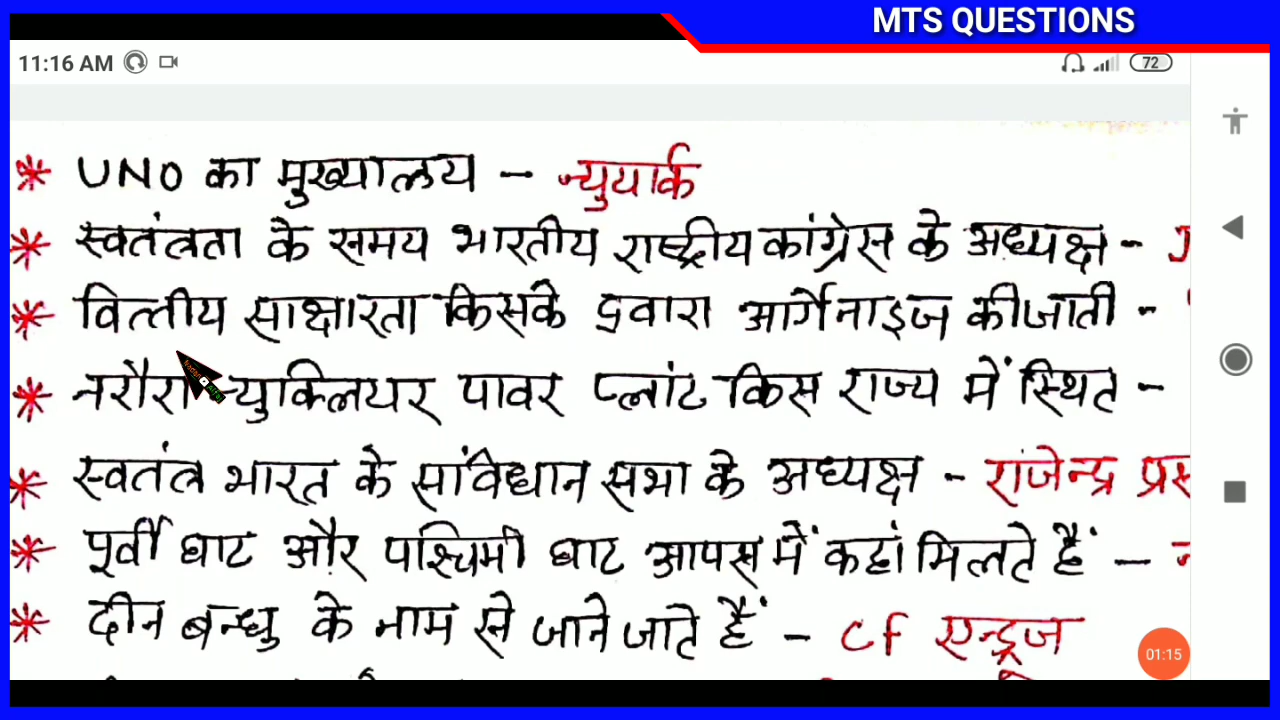 MTS QUESTIONS
11:16 AM
72
* UNO का मुख्यालय - न्युयार्क
* स्वतंत्रता के समय भारतीय राष्ट्रीय कांग्रेस के अध्यक्ष -
* वित्तीय साक्षारता किसके द्रवारा आर्गेनाइज की जाती -
* नरौरा न्युक्लियर पावर प्लांट किस राज्य में स्थित -
* स्वतंत्र भारत के सांविधान सभा के अध्यक्ष - राजेन्द्र
* पूर्वी घाट और पश्चिमी घाट आपस में कहां मिलते हैं -
* दीन बन्धु के नाम से जाने जाते हैं - CF एन्ड्रूज
01:15